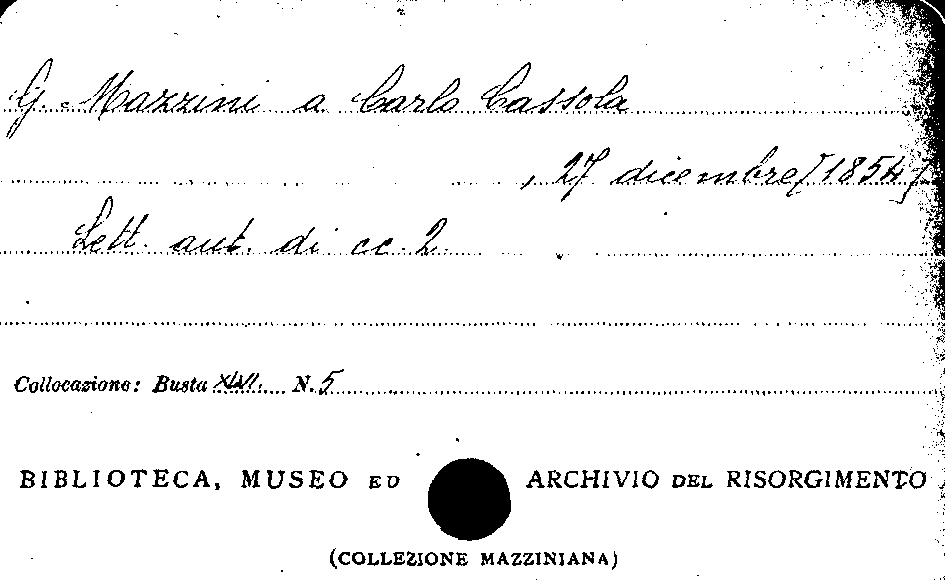 G. Mazzini a Carlo Cassola
, 27 dicembre [1854]
Lett. aut. di cc. 2
Collocazione: Busta N. 5
BIBLIOTECA, MUSEO ED ARCHIVIO DEL RISORGIMENTO
(COLLEZIONE MAZZINIANA)